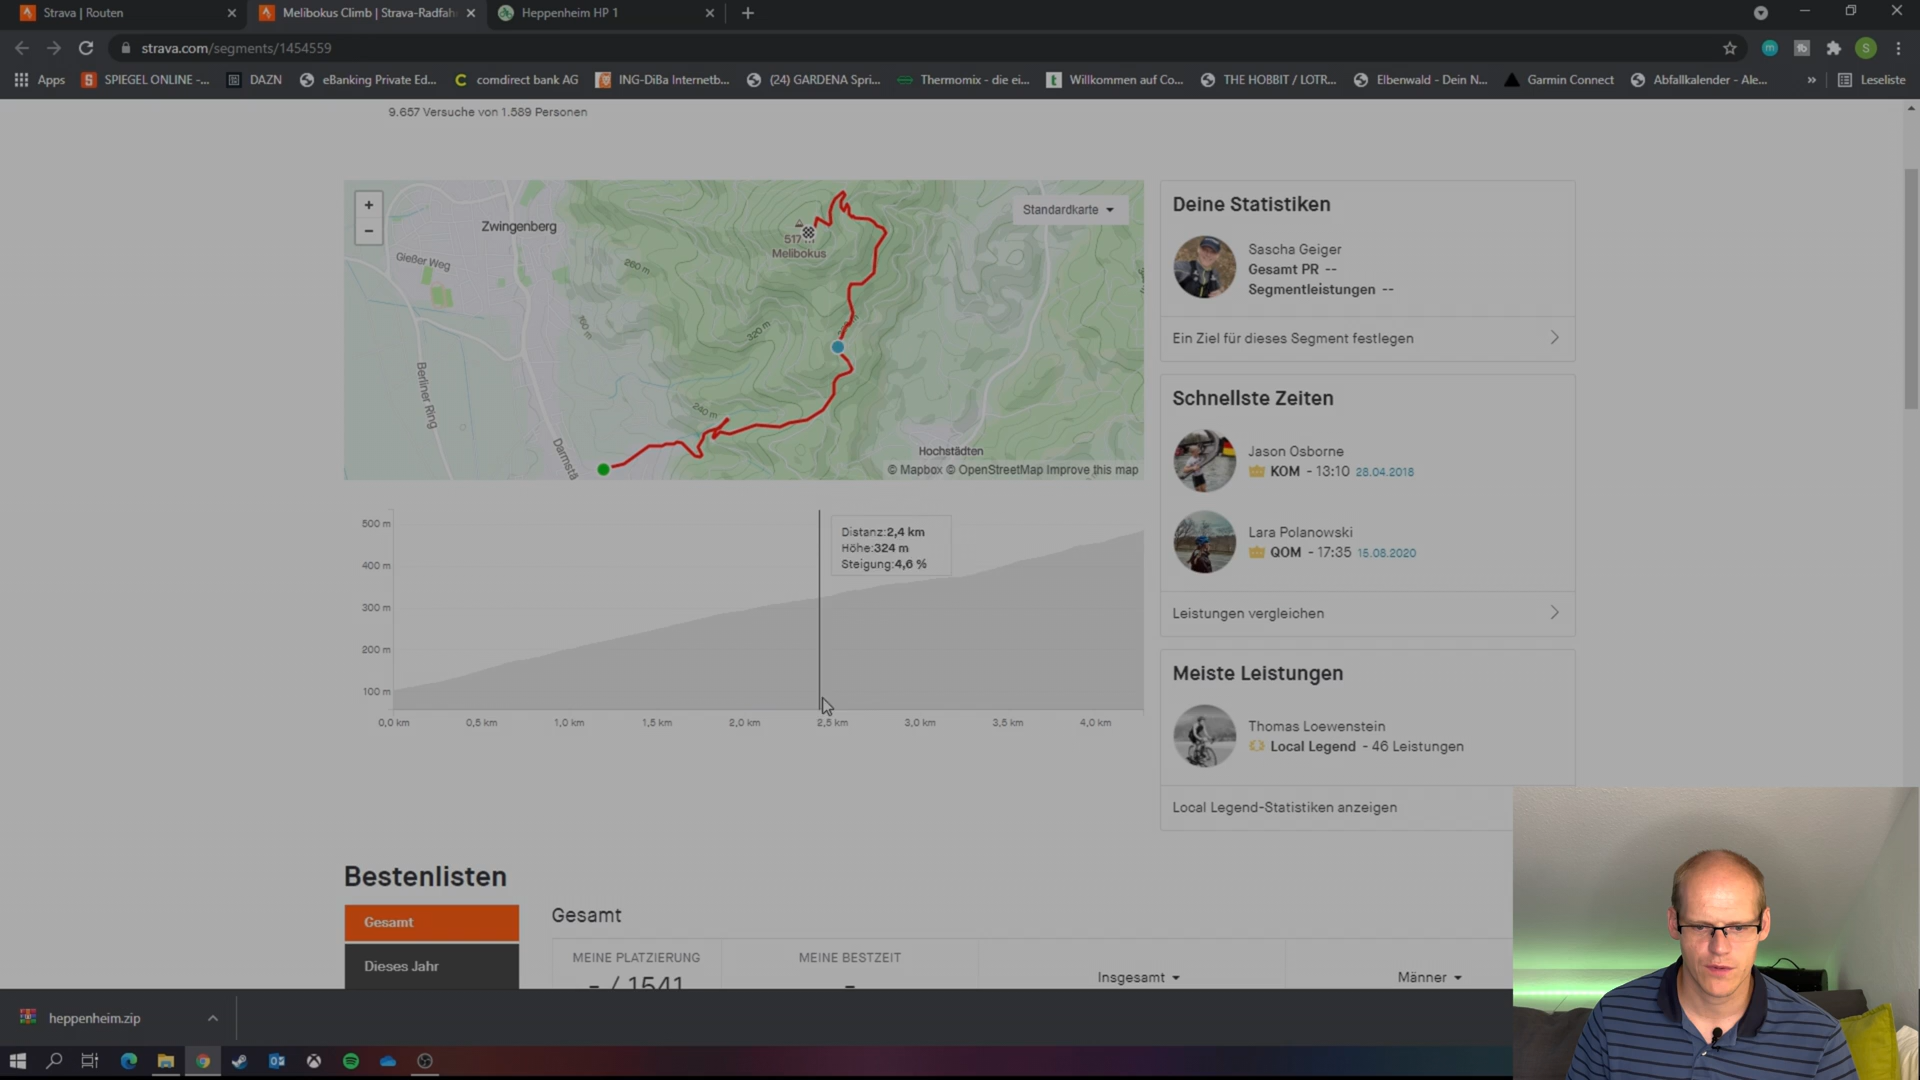 Strava | Routen
Melibokus Climb | Strava-Radfah
Heppenheim HP 1
strava.com/segments/1454559
Apps
SPIEGEL ONLINE -...
DAZN
eBanking Private Ed...
comdirect bank AG
ING-DiBa Internetb...
(24) GARDENA Spri...
Thermomix - die ei...
Willkommen auf Co...
THE HOBBIT / LOTR...
Elbenwald - Dein N...
Garmin Connect
Abfallkalender - Ale...
»
Leseliste
9.657 Versuche von 1.589 Personen
+
−
Zwingenberg
Gießer Weg
Berliner Ring
Darmstä
160 m
260 m
320 m
240 m
517 m
Melibokus
Hochstädten
Standardkarte
© Mapbox © OpenStreetMap Improve this map
500 m
400 m
300 m
200 m
100 m
Distanz:2,4 km
Höhe:324 m
Steigung:4,6 %
0,0 km
0,5 km
1,0 km
1,5 km
2,0 km
2,5 km
3,0 km
3,5 km
4,0 km
Deine Statistiken
Sascha Geiger
Gesamt PR --
Segmentleistungen --
Ein Ziel für dieses Segment festlegen
Schnellste Zeiten
Jason Osborne
KOM - 13:10 28.04.2018
Lara Polanowski
QOM - 17:35 15.08.2020
Leistungen vergleichen
Meiste Leistungen
Thomas Loewenstein
Local Legend - 46 Leistungen
Local Legend-Statistiken anzeigen
Bestenlisten
Gesamt
Dieses Jahr
Gesamt
MEINE PLATZIERUNG
- / 1541
MEINE BESTZEIT
-
Insgesamt
Männer
heppenheim.zip